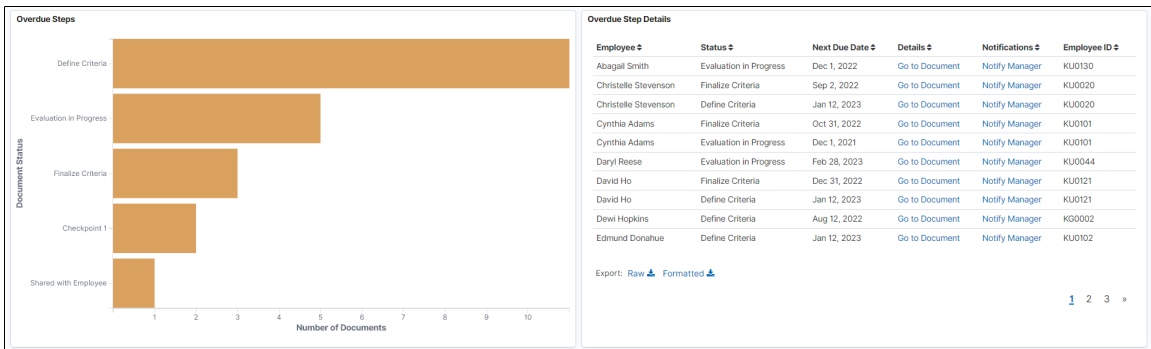 Overdue Steps
Define Criteria
Evaluation in Progress
Finalize Criteria
Checkpoint 1
Shared with Employee
Document Status
1 2 3 4 5 6 7 8 9 10
Number of Documents
Overdue Step Details
Employee Status Next Due Date Details Notifications Employee ID
Abagail Smith Evaluation in Progress Dec 1, 2022 Go to Document Notify Manager KU0130
Christelle Stevenson Finalize Criteria Sep 2, 2022 Go to Document Notify Manager KU0020
Christelle Stevenson Define Criteria Jan 12, 2023 Go to Document Notify Manager KU0020
Cynthia Adams Finalize Criteria Oct 31, 2022 Go to Document Notify Manager KU0101
Cynthia Adams Evaluation in Progress Dec 1, 2021 Go to Document Notify Manager KU0101
Daryl Reese Evaluation in Progress Feb 28, 2023 Go to Document Notify Manager KU0044
David Ho Finalize Criteria Dec 31, 2022 Go to Document Notify Manager KU0121
David Ho Define Criteria Jan 12, 2023 Go to Document Notify Manager KU0121
Dewi Hopkins Define Criteria Aug 12, 2022 Go to Document Notify Manager KG0002
Edmund Donahue Define Criteria Jan 12, 2023 Go to Document Notify Manager KU0102
Export: Raw Formatted
1 2 3 »